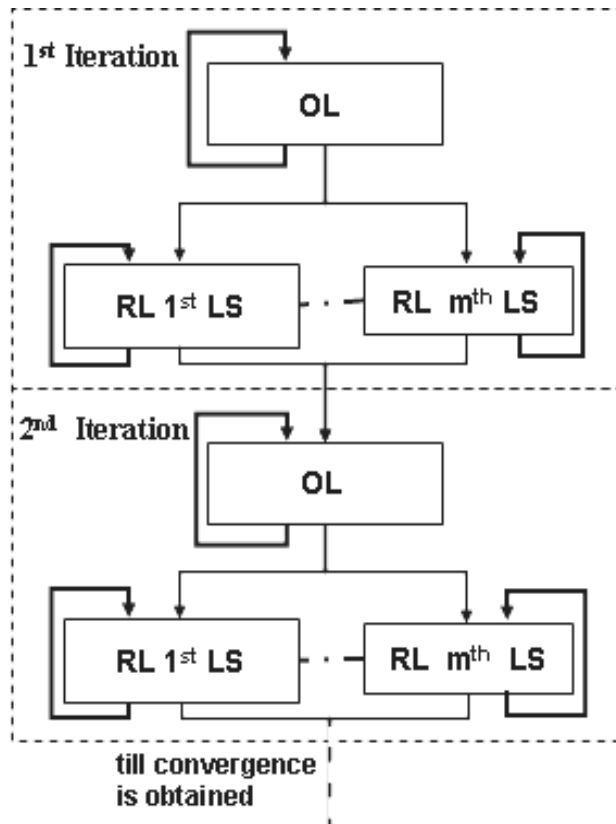 1st Iteration
OL
RL 1st LS
RL mth LS
2nd Iteration
OL
RL 1st LS
RL mth LS
till convergence
is obtained